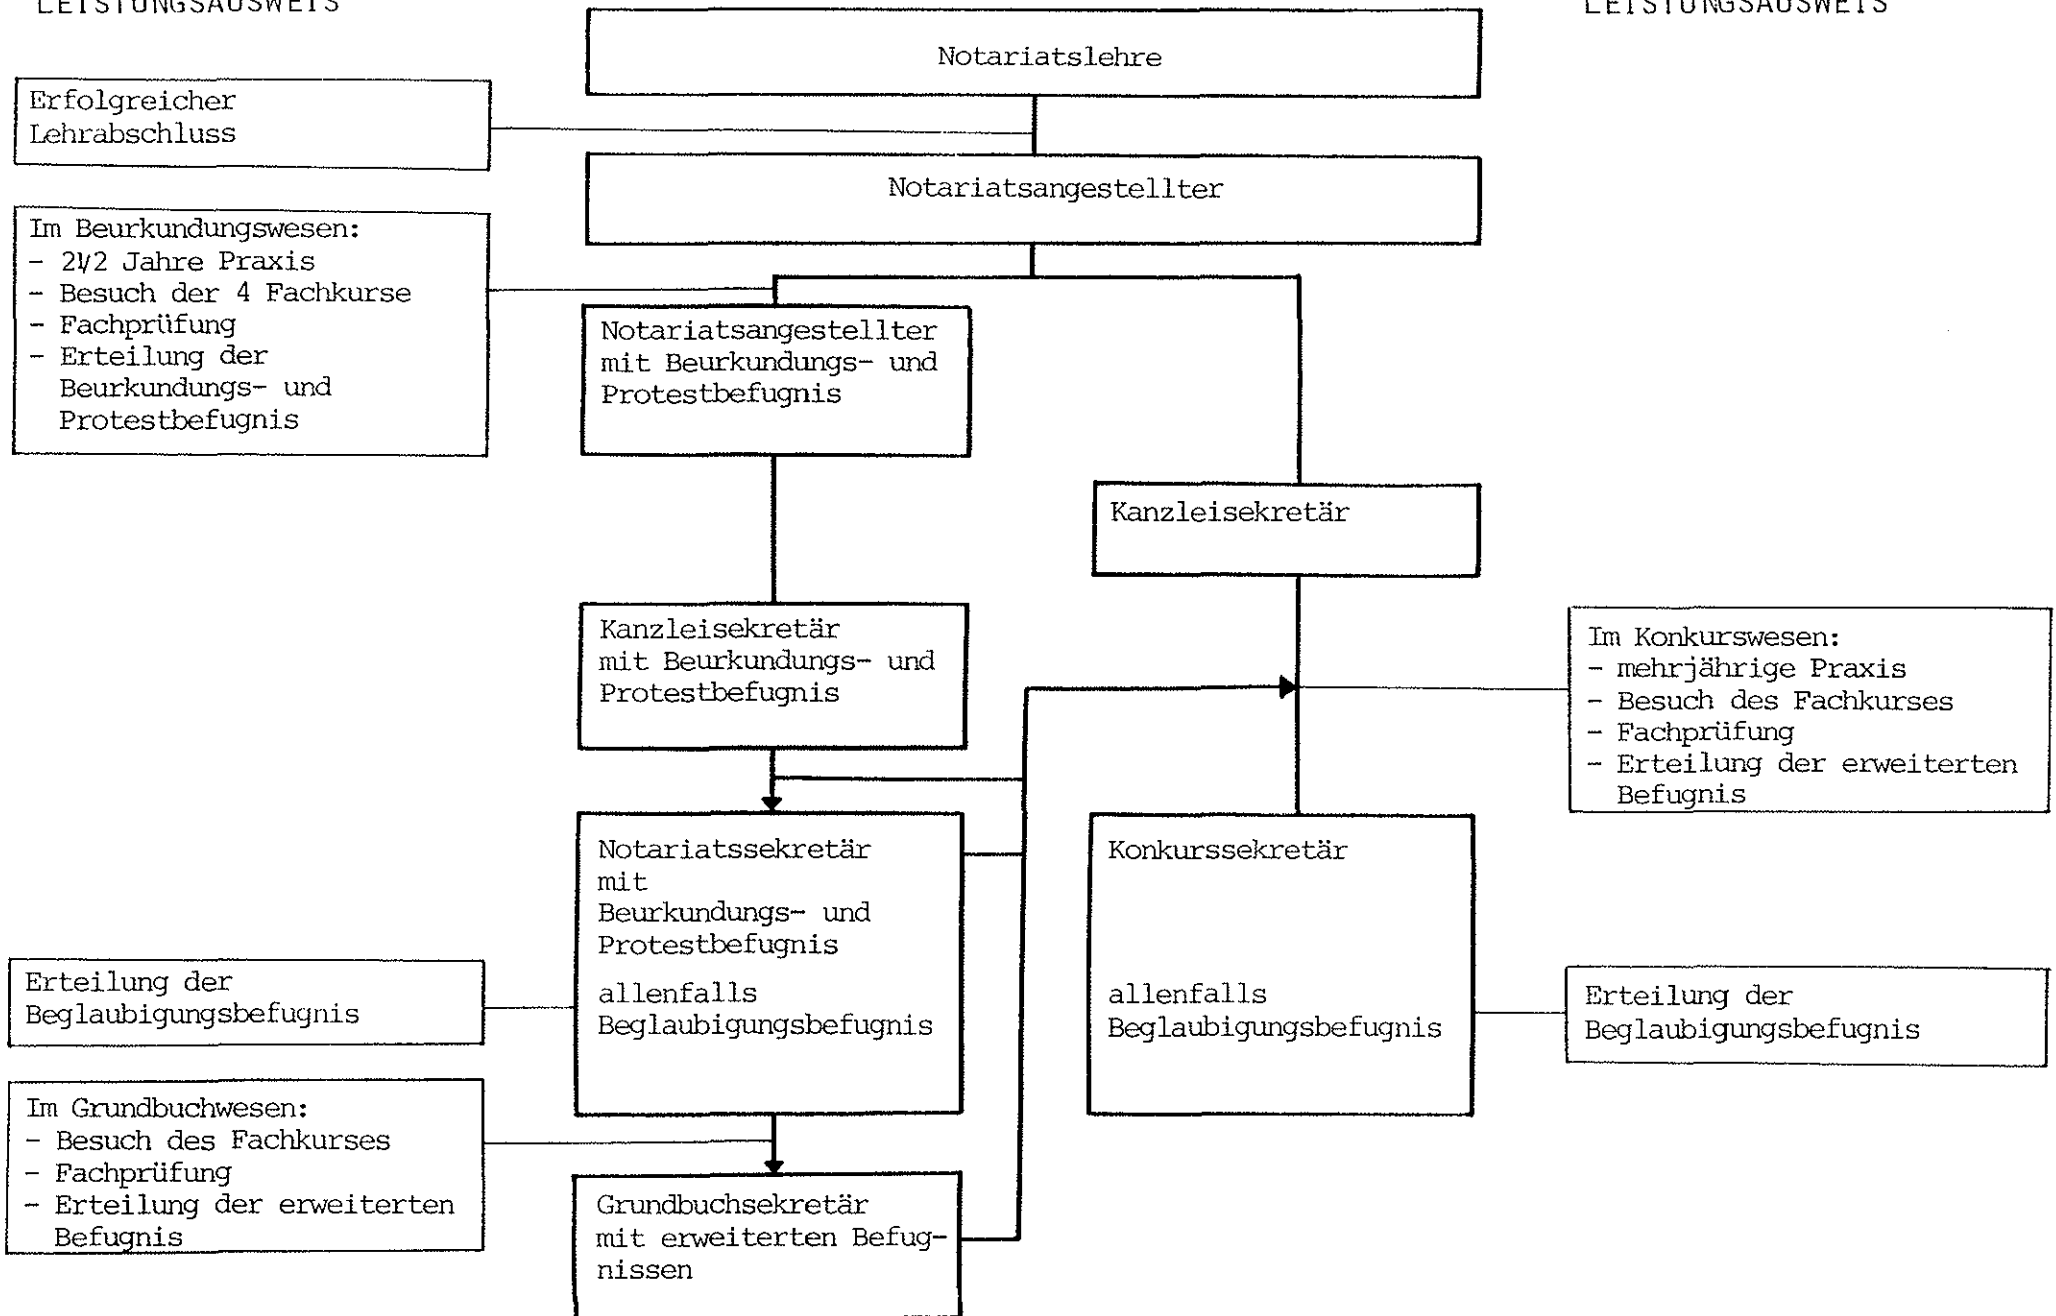 LEISTUNGSAUSWEIS
LEISTUNGSAUSWEIS
Notariatslehre
Erfolgreicher
Lehrabschluss
Notariatsangestellter
Im Beurkundungswesen:
- 2 1/2 Jahre Praxis
- Besuch der 4 Fachkurse
- Fachprüfung
- Erteilung der
Beurkundungs- und
Protestbefugnis
Notariatsangestellter
mit Beurkundungs- und
Protestbefugnis
Kanzleisekretär
Kanzleisekretär
mit Beurkundungs- und
Protestbefugnis
Im Konkurswesen:
- mehrjährige Praxis
- Besuch des Fachkurses
- Fachprüfung
- Erteilung der erweiterten
Befugnis
Notariatssekretär
mit
Beurkundungs- und
Protestbefugnis
allenfalls
Beglaubigungsbefugnis
Konkurssekretär
allenfalls
Beglaubigungsbefugnis
Erteilung der
Beglaubigungsbefugnis
Erteilung der
Beglaubigungsbefugnis
Im Grundbuchwesen:
- Besuch des Fachkurses
- Fachprüfung
- Erteilung der erweiterten
Befugnis
Grundbuchsekretär
mit erweiterten Befug-
nissen